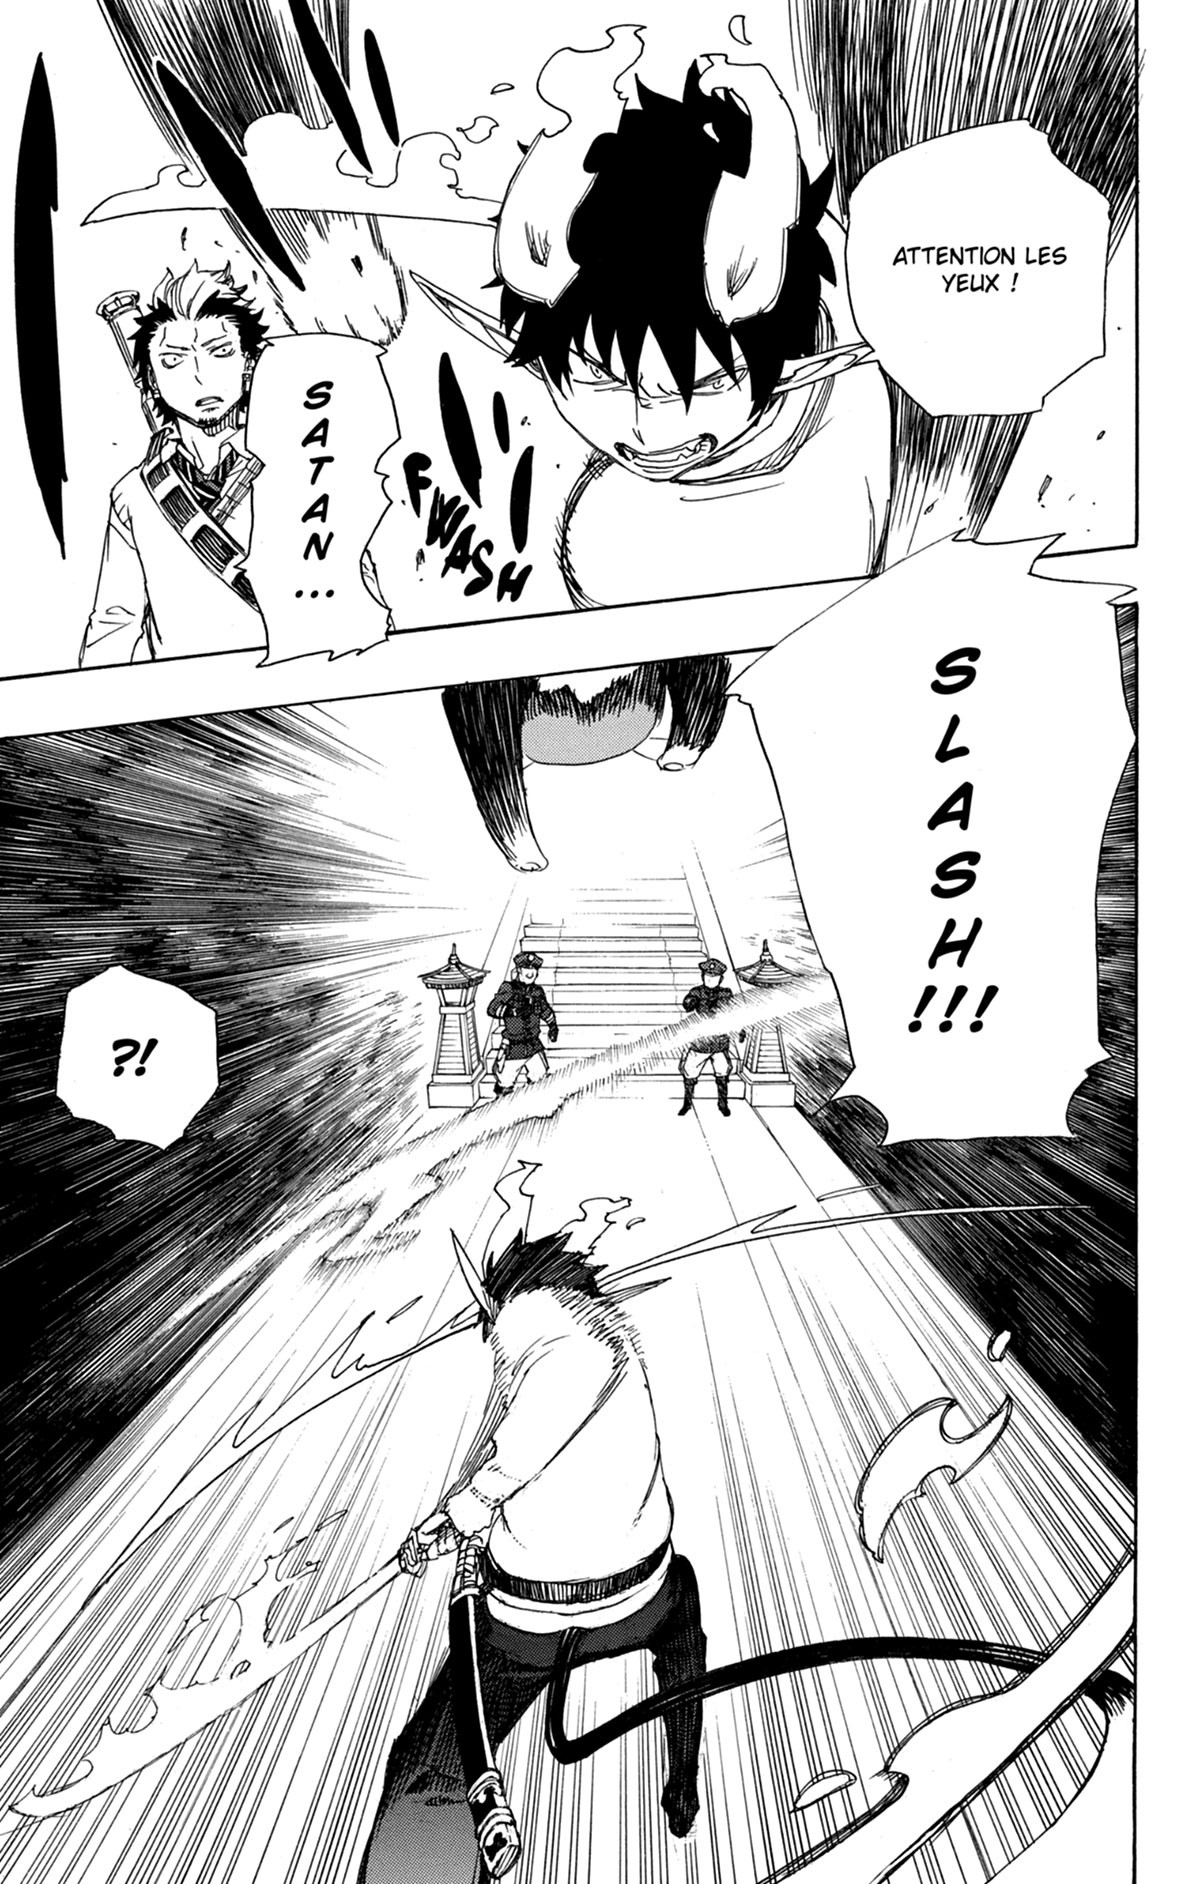 ATTENTION LES
YEUX !
FWASH
SATAN...
SLASH!!!
?!